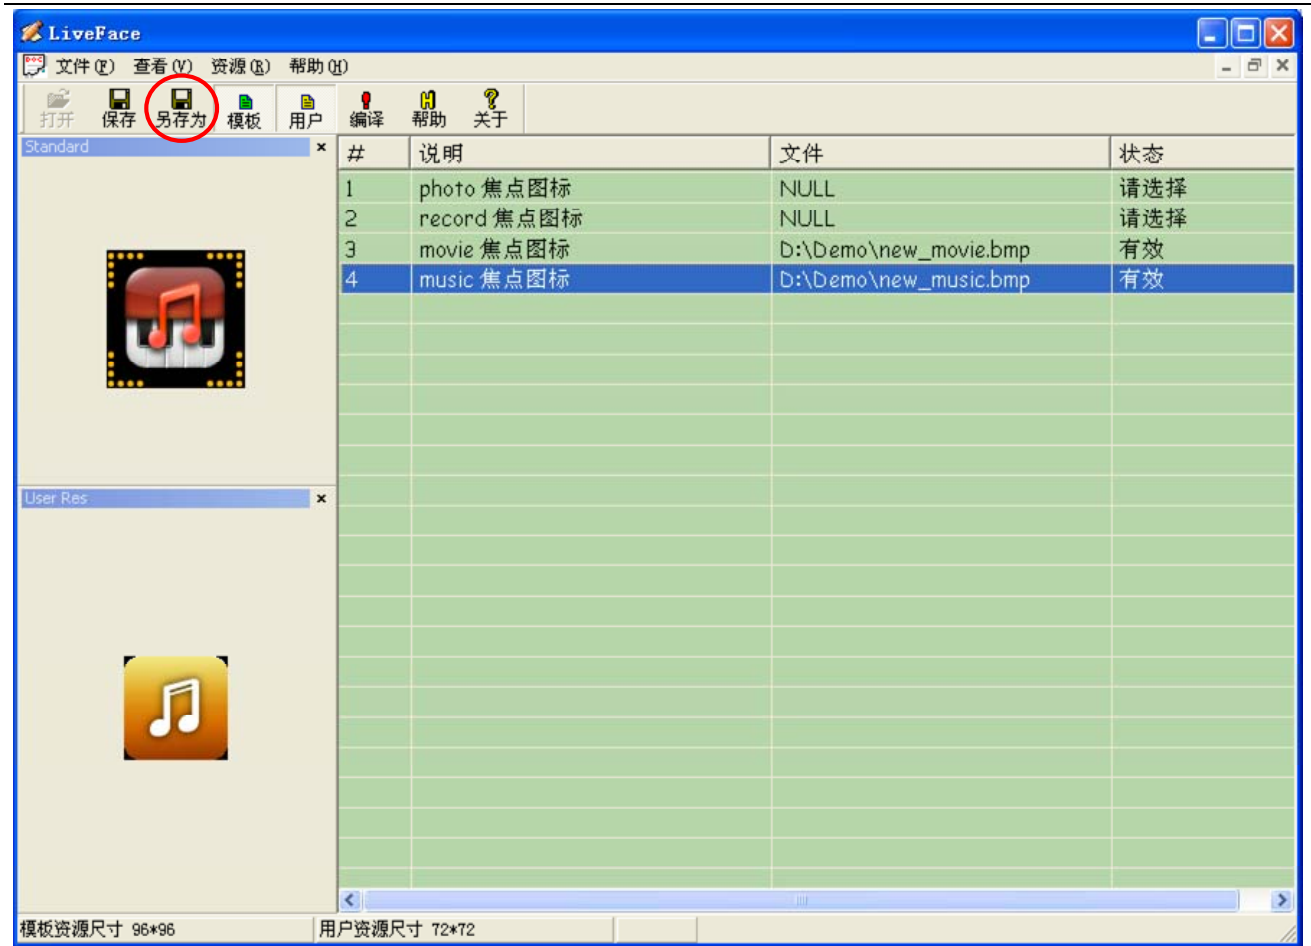 LiveFace
文件(F) 查看(V) 资源(R) 帮助(H)
打开 保存 另存为 模板 用户 编译 帮助 关于
Standard
# 说明 文件 状态
1 photo 焦点图标 NULL 请选择
2 record 焦点图标 NULL 请选择
3 movie 焦点图标 D:\Demo\new_movie.bmp 有效
4 music 焦点图标 D:\Demo\new_music.bmp 有效
User Res
模板资源尺寸 96*96 用户资源尺寸 72*72